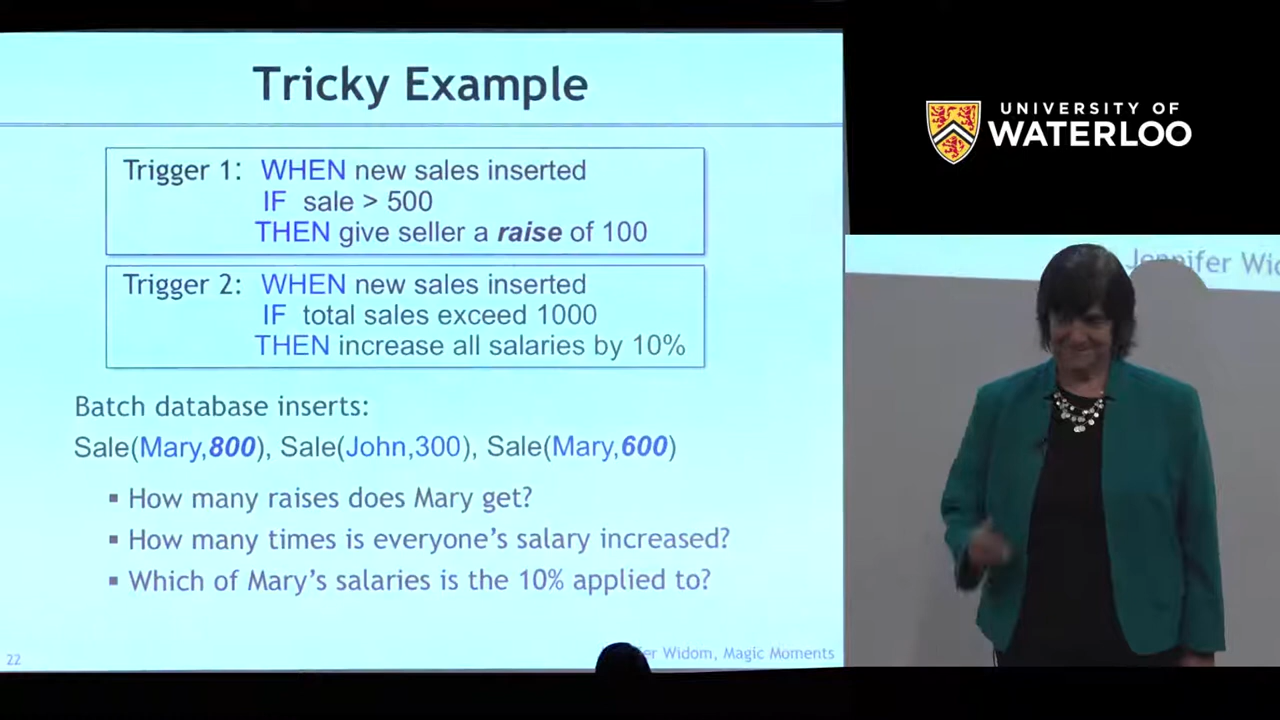 Tricky Example
Trigger 1: WHEN new sales inserted
IF sale > 500
THEN give seller a raise of 100
Trigger 2: WHEN new sales inserted
IF total sales exceed 1000
THEN increase all salaries by 10%
Batch database inserts:
Sale(Mary,800), Sale(John,300), Sale(Mary,600)
▪ How many raises does Mary get?
▪ How many times is everyone's salary increased?
▪ Which of Mary's salaries is the 10% applied to?
22
Widom, Magic Moments
UNIVERSITY OF
WATERLOO
Jennifer